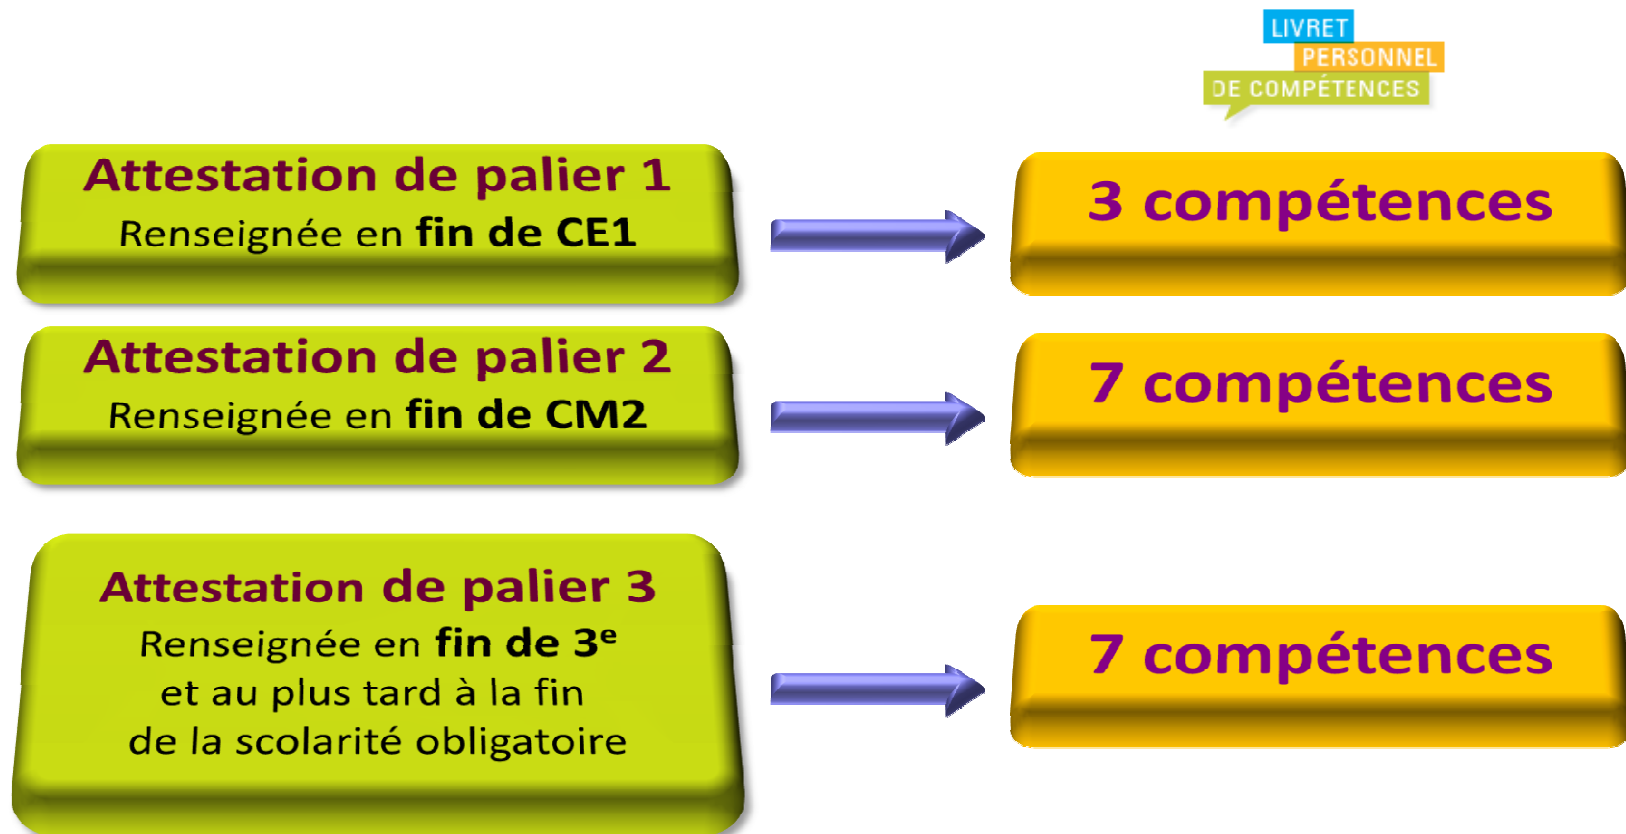 LIVRET
PERSONNEL
DE COMPÉTENCES
Attestation de palier 1
Renseignée en fin de CE1
3 compétences
Attestation de palier 2
Renseignée en fin de CM2
7 compétences
Attestation de palier 3
Renseignée en fin de 3e
et au plus tard à la fin
de la scolarité obligatoire
7 compétences